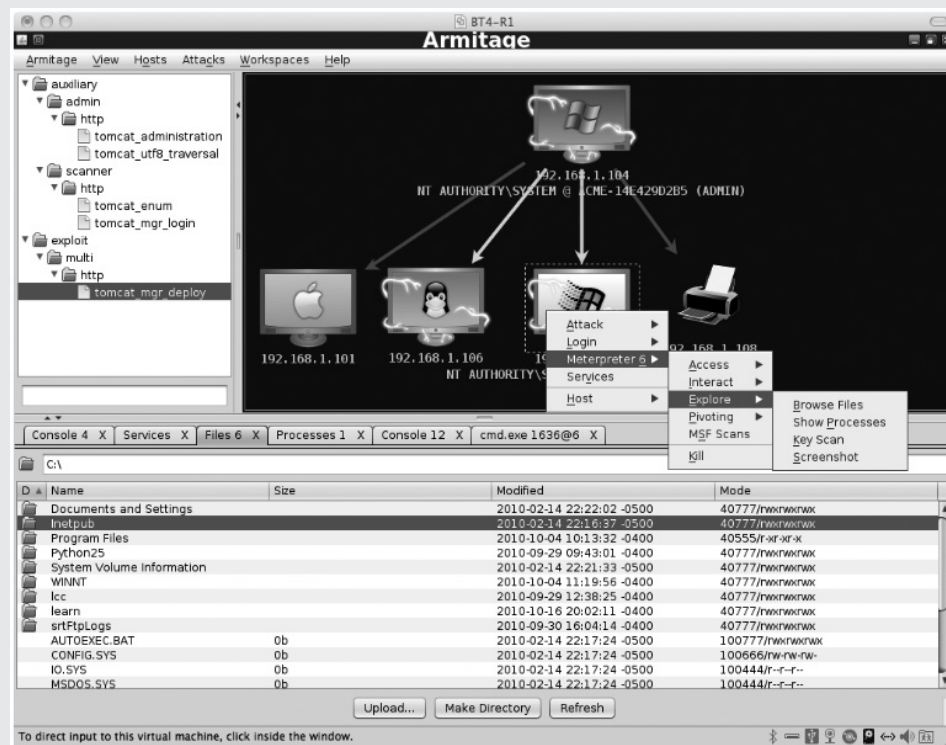 BT4-R1
Armitage
Armitage View Hosts Attacks Workspaces Help
auxiliary
admin
http
tomcat_administration
tomcat_utf8_traversal
scanner
http
tomcat_enum
tomcat_mgr_login
exploit
multi
http
tomcat_mgr_deploy
192.168.1.104
NT AUTHORITY\SYSTEM @ ACME-14E429D2B5 (ADMIN)
192.168.1.101
192.168.1.106
192.168.1.108
NT AUTHORITY\S
Attack
Login
Meterpreter 6
Services
Host
Access
Interact
Explore
Pivoting
MSF Scans
Kill
Browse Files
Show Processes
Key Scan
Screenshot
Console 4 X Services X Files 6 X Processes 1 X Console 12 X cmd.exe 1636@6 X
C:\
D Name Size Modified Mode
Documents and Settings 2010-02-14 22:22:02 -0500 40777/rwxrwxrwx
Inetpub 2010-02-14 22:16:37 -0500 40777/rwxrwxrwx
Program Files 2010-10-04 10:13:32 -0400 40555/r-xr-xr-x
Python25 2010-09-29 09:43:01 -0400 40777/rwxrwxrwx
System Volume Information 2010-02-14 22:21:33 -0500 40777/rwxrwxrwx
WINNT 2010-10-04 11:19:56 -0400 40777/rwxrwxrwx
lcc 2010-09-29 12:38:25 -0400 40777/rwxrwxrwx
learn 2010-10-16 20:02:11 -0400 40777/rwxrwxrwx
srtFtpLogs 2010-09-30 16:04:14 -0400 40777/rwxrwxrwx
AUTOEXEC.BAT 0b 2010-02-14 22:17:24 -0500 100777/rwxrwxrwx
CONFIG.SYS 0b 2010-02-14 22:17:24 -0500 100666/rw-rw-rw-
IO.SYS 0b 2010-02-14 22:17:24 -0500 100444/r--r--r--
MSDOS.SYS 0b 2010-02-14 22:17:24 -0500 100444/r--r--r--
Upload... Make Directory Refresh
To direct input to this virtual machine, click inside the window.